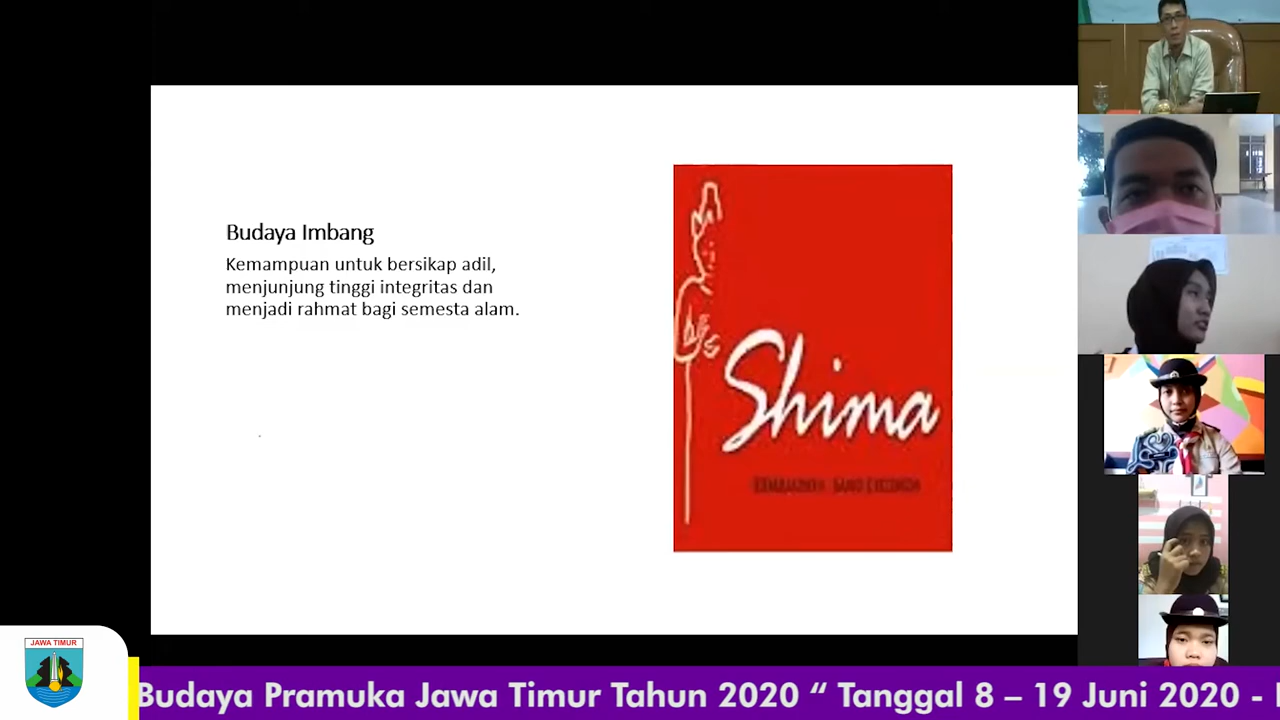 Budaya Imbang
Kemampuan untuk bersikap adil,
menjunjung tinggi integritas dan
menjadi rahmat bagi semesta alam.
Shima
JAWA TIMUR
Budaya Pramuka Jawa Timur Tahun 2020 “ Tanggal 8 – 19 Juni 2020 -